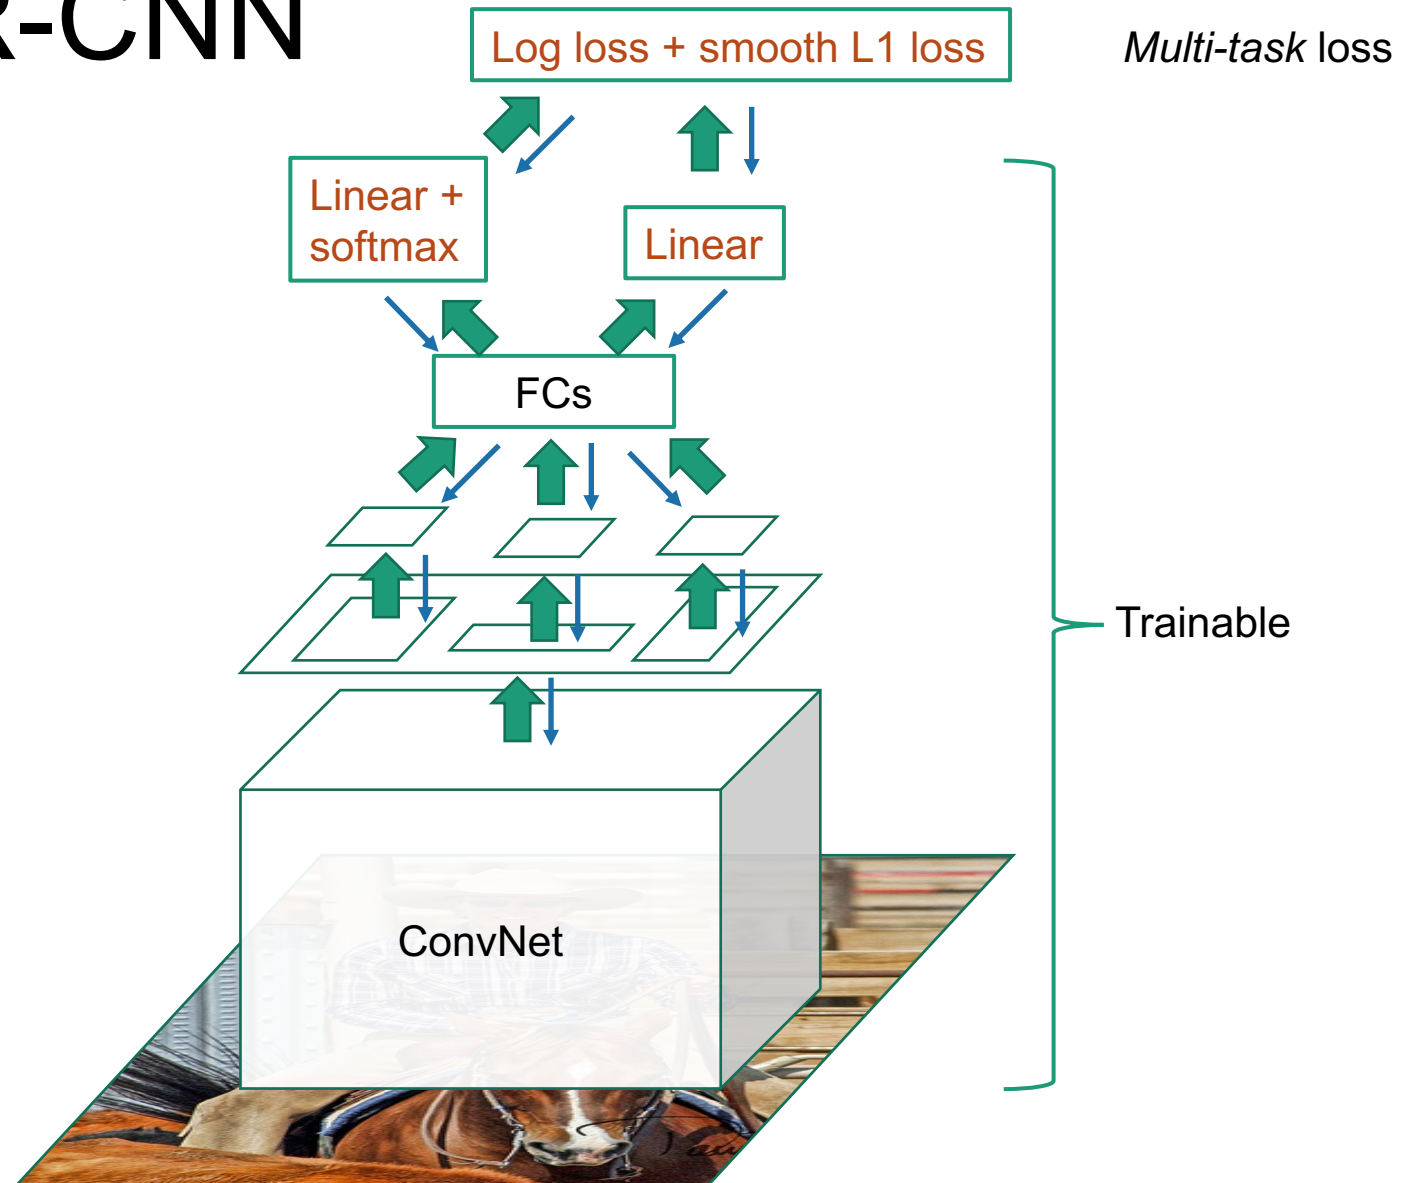 R-CNN
Log loss + smooth L1 loss
Multi-task loss
Linear +
softmax
Linear
FCs
Trainable
ConvNet